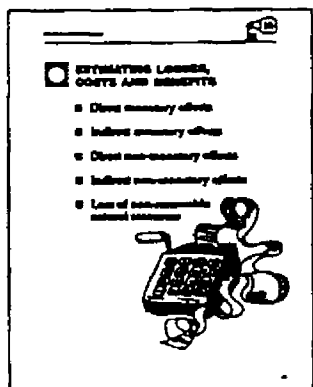 ESTIMATING LOSSES,
COSTS AND BENEFITS
Direct monetary effects
Indirect monetary effects
Direct non-monetary effects
Indirect non-monetary effects
Loss of non-renewable
natural resources